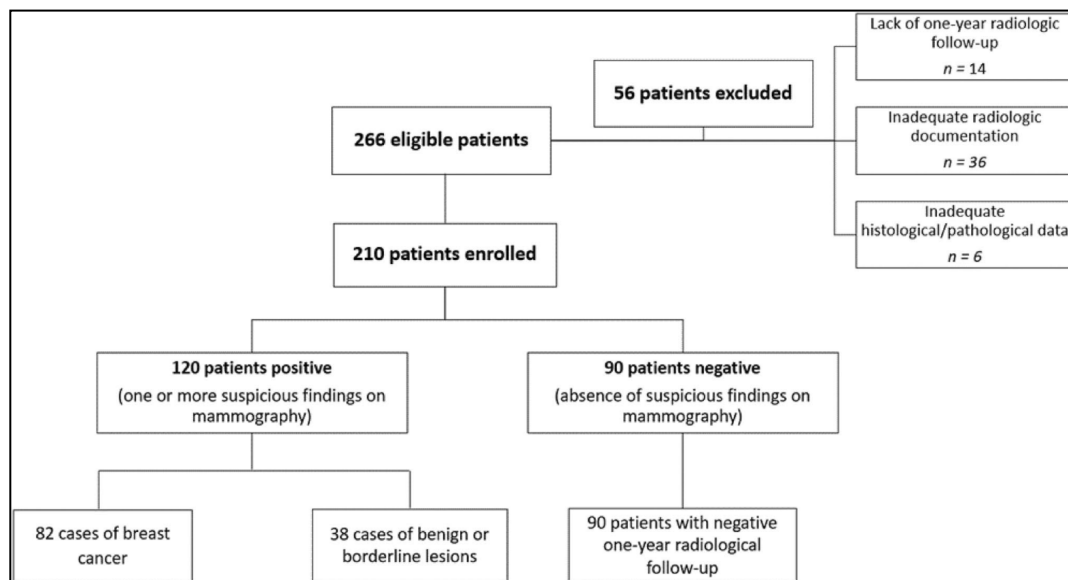 Lack of one-year radiologic
follow-up
n = 14
56 patients excluded
266 eligible patients
Inadequate radiologic
documentation
n = 36
Inadequate
histological/pathological data
n = 6
210 patients enrolled
120 patients positive
(one or more suspicious findings on
mammography)
90 patients negative
(absence of suspicious findings on
mammography)
82 cases of breast
cancer
38 cases of benign or
borderline lesions
90 patients with negative
one-year radiological
follow-up